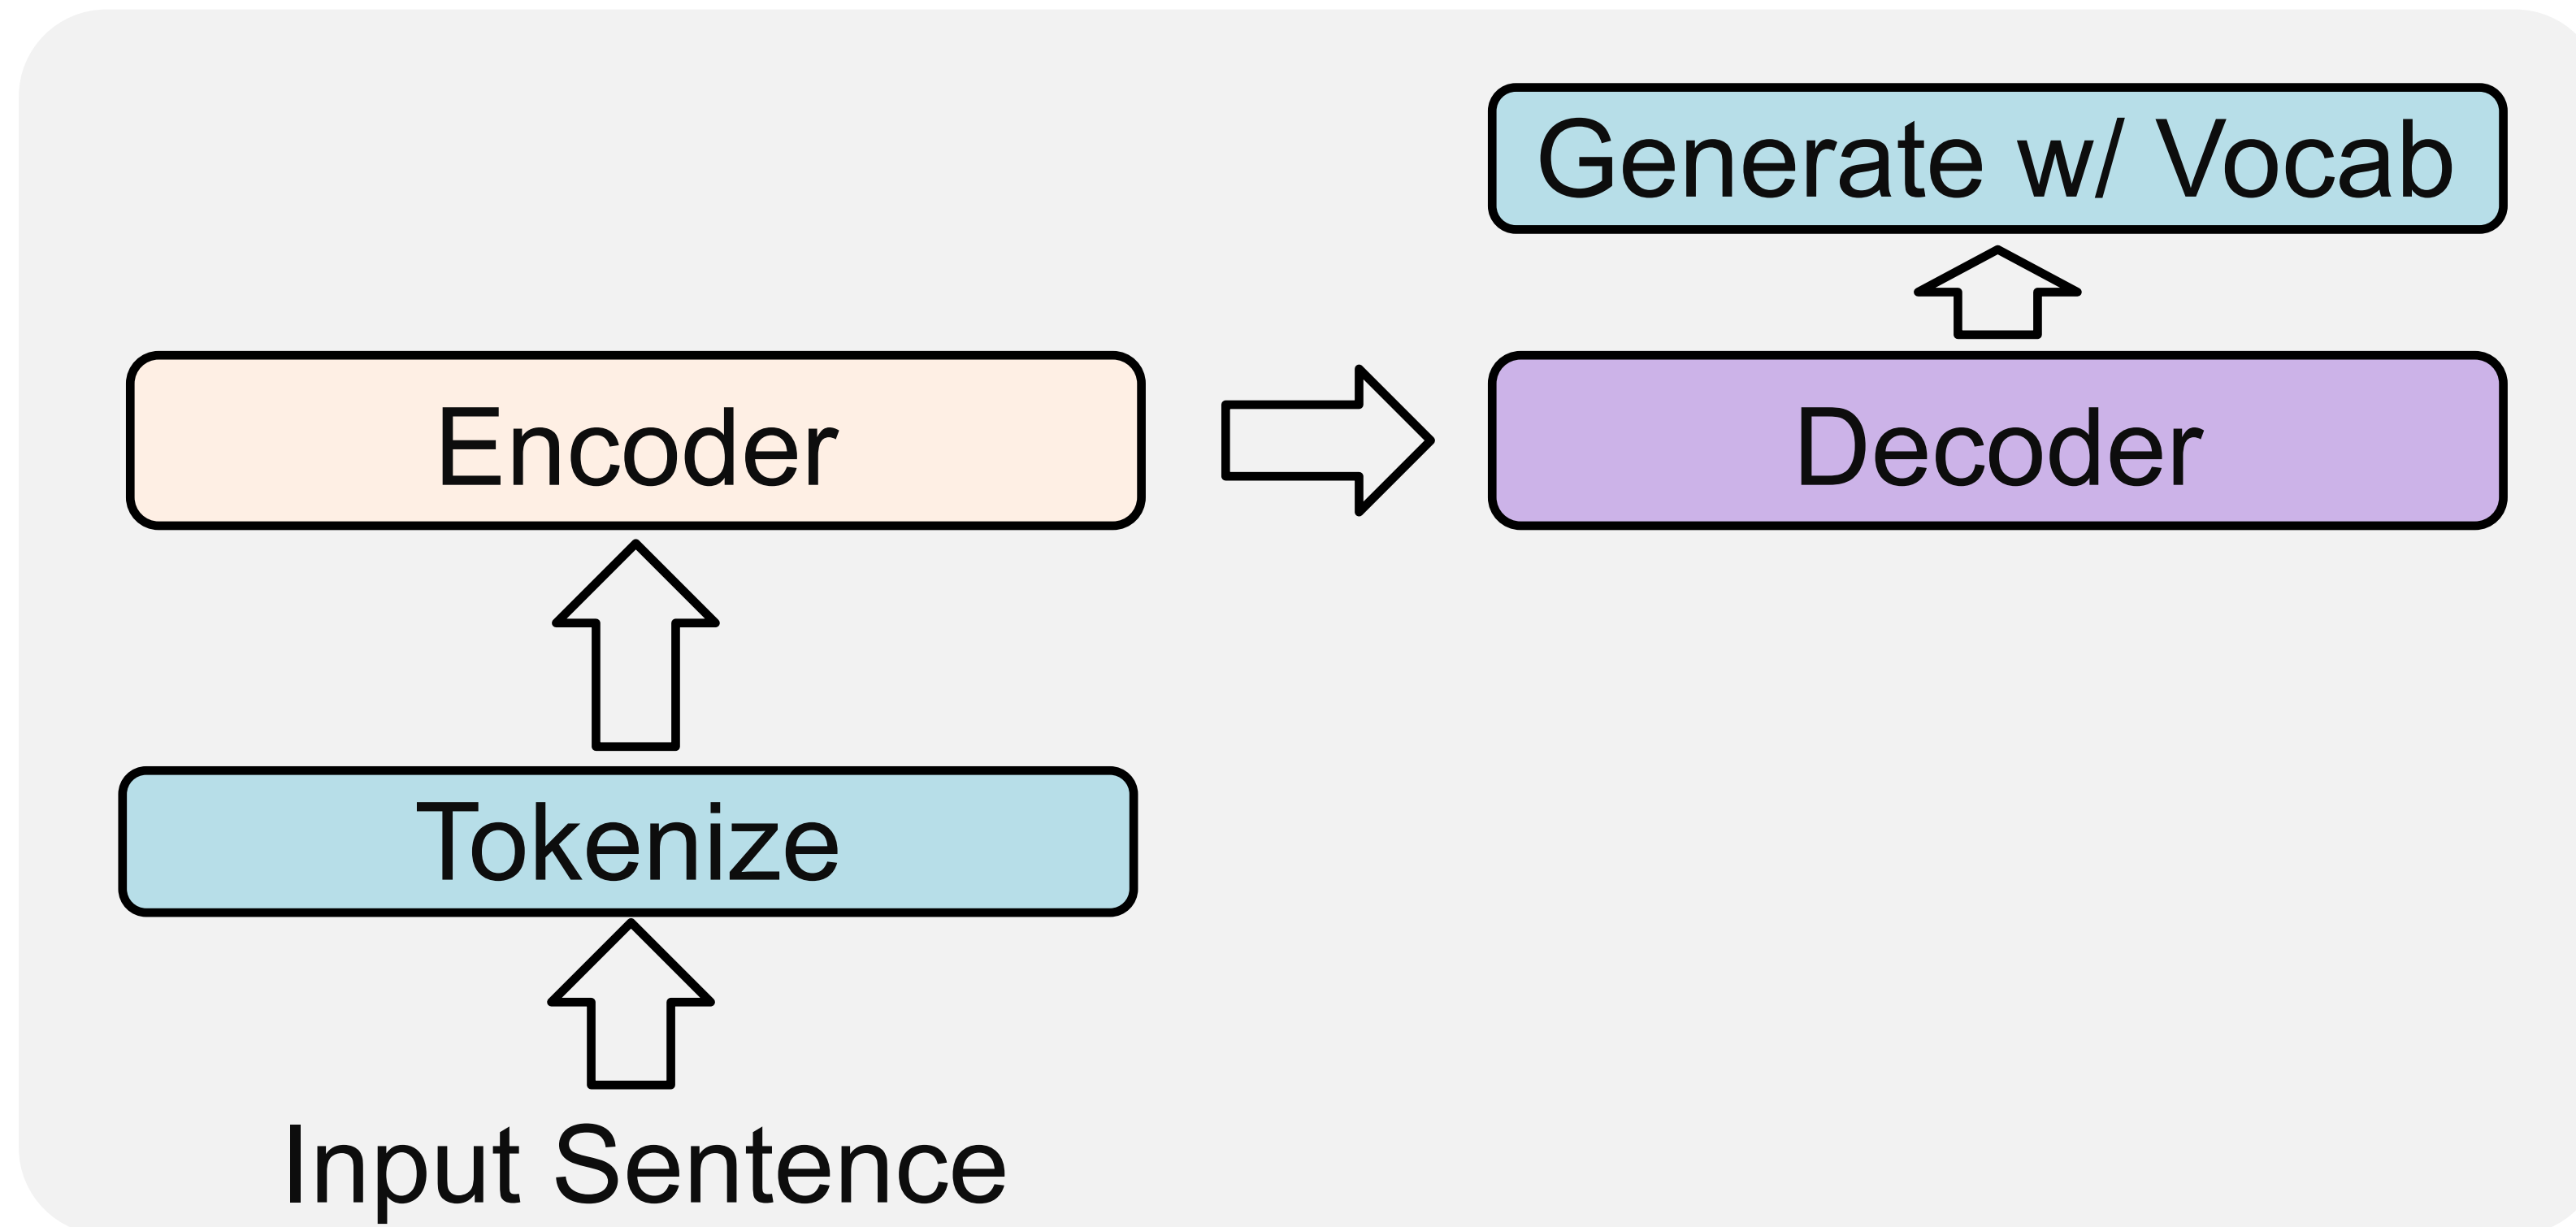 Generate w/ Vocab
Encoder
Decoder
Tokenize
Input Sentence